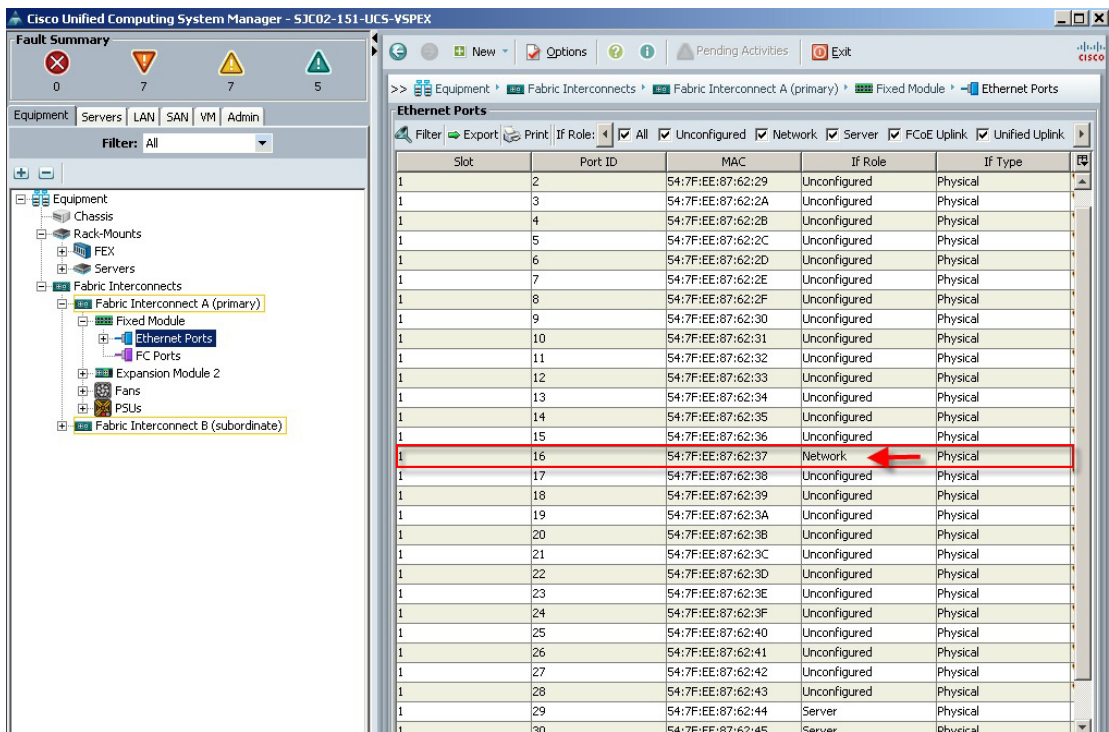 Cisco Unified Computing System Manager - SJC02-151-UCS-VSPEX
Fault Summary
0 7 7 5
New Options Pending Activities Exit
CISCO
>> Equipment Fabric Interconnects Fabric Interconnect A (primary) Fixed Module Ethernet Ports
Equipment Servers LAN SAN VM Admin
Filter: All
Equipment
Chassis
Rack-Mounts
FEX
Servers
Fabric Interconnects
Fabric Interconnect A (primary)
Fixed Module
Ethernet Ports
FC Ports
Expansion Module 2
Fans
PSUs
Fabric Interconnect B (subordinate)
Ethernet Ports
Filter Export Print If Role: All Unconfigured Network Server FCoE Uplink Unified Uplink
Slot Port ID MAC If Role If Type
1 2 54:7F:EE:87:62:29 Unconfigured Physical
1 3 54:7F:EE:87:62:2A Unconfigured Physical
1 4 54:7F:EE:87:62:2B Unconfigured Physical
1 5 54:7F:EE:87:62:2C Unconfigured Physical
1 6 54:7F:EE:87:62:2D Unconfigured Physical
1 7 54:7F:EE:87:62:2E Unconfigured Physical
1 8 54:7F:EE:87:62:2F Unconfigured Physical
1 9 54:7F:EE:87:62:30 Unconfigured Physical
1 10 54:7F:EE:87:62:31 Unconfigured Physical
1 11 54:7F:EE:87:62:32 Unconfigured Physical
1 12 54:7F:EE:87:62:33 Unconfigured Physical
1 13 54:7F:EE:87:62:34 Unconfigured Physical
1 14 54:7F:EE:87:62:35 Unconfigured Physical
1 15 54:7F:EE:87:62:36 Unconfigured Physical
1 16 54:7F:EE:87:62:37 Network Physical
1 17 54:7F:EE:87:62:38 Unconfigured Physical
1 18 54:7F:EE:87:62:39 Unconfigured Physical
1 19 54:7F:EE:87:62:3A Unconfigured Physical
1 20 54:7F:EE:87:62:3B Unconfigured Physical
1 21 54:7F:EE:87:62:3C Unconfigured Physical
1 22 54:7F:EE:87:62:3D Unconfigured Physical
1 23 54:7F:EE:87:62:3E Unconfigured Physical
1 24 54:7F:EE:87:62:3F Unconfigured Physical
1 25 54:7F:EE:87:62:40 Unconfigured Physical
1 26 54:7F:EE:87:62:41 Unconfigured Physical
1 27 54:7F:EE:87:62:42 Unconfigured Physical
1 28 54:7F:EE:87:62:43 Unconfigured Physical
1 29 54:7F:EE:87:62:44 Server Physical
1 30 54:7F:EE:87:62:45 Server Physical